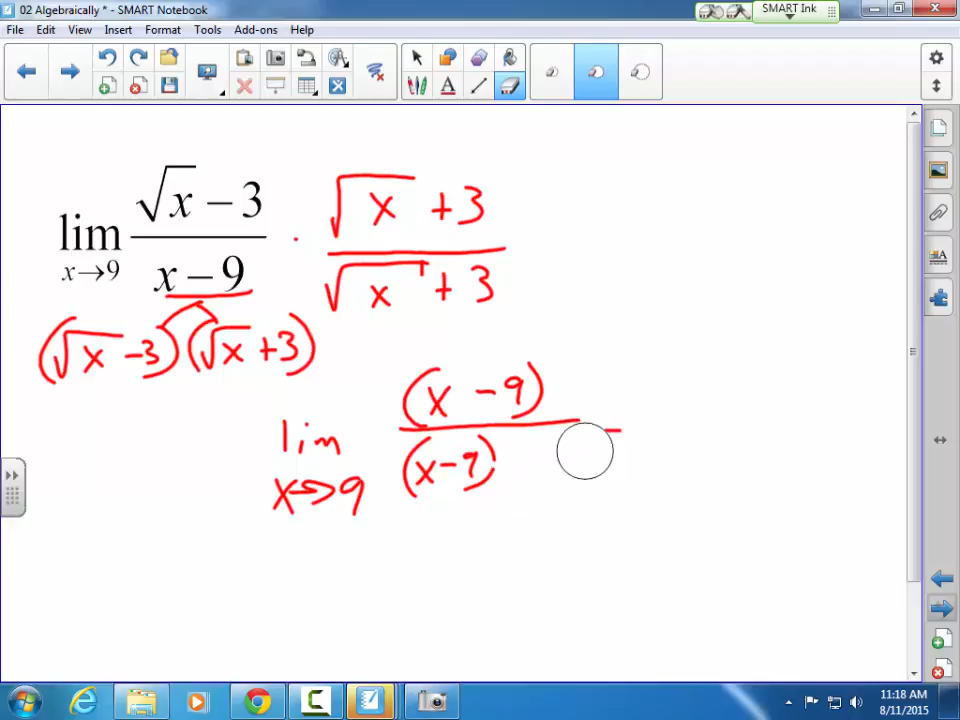 02 Algebraically * - SMART Notebook
SMART Ink
File Edit View Insert Format Tools Add-ons Help
lim x→9 (√x − 3)/(x − 9) · (√x + 3)/(√x + 3)
(√x − 3)(√x + 3)
lim x→9 (x − 9)/(x − 9)
11:18 AM
8/11/2015